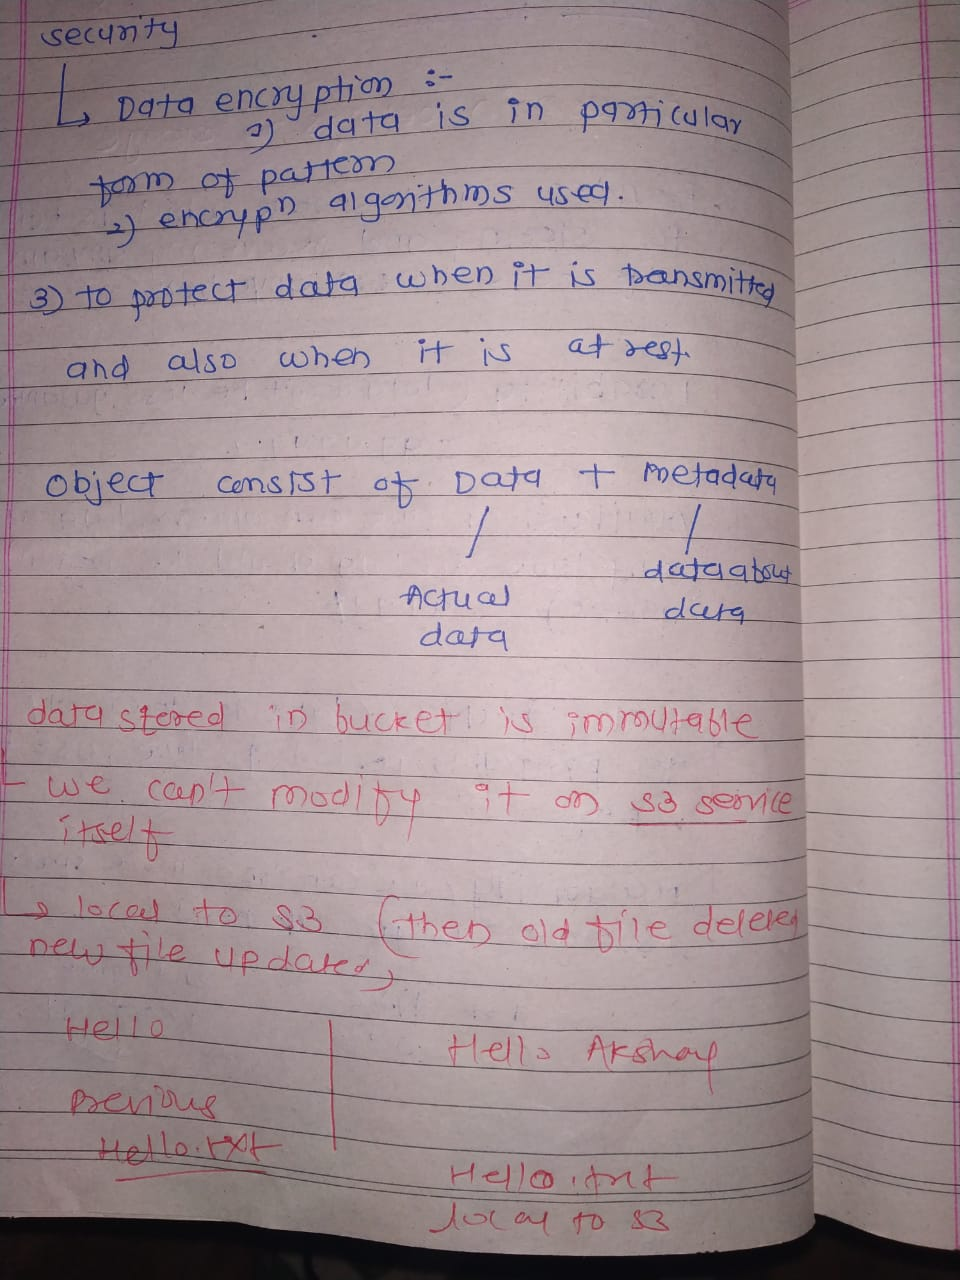 security
↳ Data encryption :-
1) data is in particular
form of pattern
2) encrypn algorithms used.
3) to protect data when it is transmitted
and also when it is at rest.
Object consist of Data + Metadata
Actual
data
data about
data
data stored in bucket is immutable
- we can't modify it on S3 service
itself
↳ local to S3 (then old file deleted
new file updated)
Hello
Hello Akshay
Previous
Hello.txt
Hello.txt
local to S3